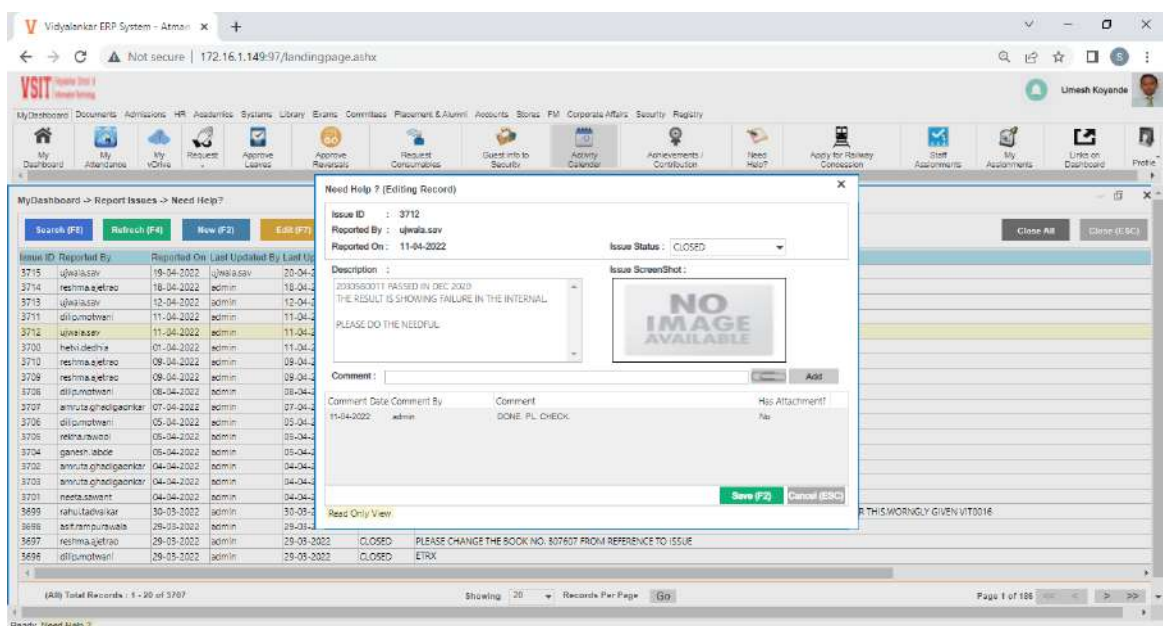 Vidyalankar ERP System - Atman
Not secure | 172.16.1.149:97/landingpage.ashx
VSIT
Umesh Koyande
MyDashboard Documents Admissions HR Academics Systems Library Exams Committees Placement & Alumni Accounts Stores FM Corporate Affairs Security Registry
My Dashboard
My Attendance
My vDrive
Request
Approve Leaves
Approve Reversals
Request Consumables
Guest info to Security
Activity Calendar
Achievements / Contribution
Need Help?
Apply for Railway Concession
Staff Assignments
My Assignments
Links on Dashboard
Profile
MyDashboard -> Report Issues -> Need Help?
Search (F8) Refresh (F4) New (F2) Edit (F7) Close All Close (ESC)
Issue ID Reported By Reported On Last Updated By Last Up
3715 ujwala.sav 19-04-2022 ujwala.sav 20-04-2
3714 reshma.ajetrao 18-04-2022 admin 18-04-2
3713 ujwala.sav 12-04-2022 admin 12-04-2
3711 dilip.motwani 11-04-2022 admin 11-04-2
3712 ujwala.sav 11-04-2022 admin 11-04-2
3700 hetvi.dedhia 01-04-2022 admin 11-04-2
3710 reshma.ajetrao 09-04-2022 admin 09-04-2
3709 reshma.ajetrao 09-04-2022 admin 09-04-2
3708 dilip.motwani 08-04-2022 admin 08-04-2
3707 amruta.ghadigaonkar 07-04-2022 admin 07-04-2
3706 dilip.motwani 05-04-2022 admin 05-04-2
3705 rekha.rawool 05-04-2022 admin 05-04-2
3704 ganesh.labde 05-04-2022 admin 05-04-2
3702 amruta.ghadigaonkar 04-04-2022 admin 04-04-2
3703 amruta.ghadigaonkar 04-04-2022 admin 04-04-2
3701 neeta.sawant 04-04-2022 admin 04-04-2
3699 rahul.tadvalkar 30-03-2022 admin 30-03-2 R THIS.WORNGLY GIVEN VIT0016
3698 asif.rampurawala 29-03-2022 admin 29-03-2
3697 reshma.ajetrao 29-03-2022 admin 29-03-2022 CLOSED PLEASE CHANGE THE BOOK NO. 307607 FROM REFERENCE TO ISSUE
3696 dilip.motwani 29-03-2022 admin 29-03-2022 CLOSED ETRX
Need Help ? (Editing Record)
Issue ID : 3712
Reported By : ujwala.sav
Reported On : 11-04-2022 Issue Status : CLOSED
Description : Issue ScreenShot :
2030560011 PASSED IN DEC 2020
THE RESULT IS SHOWING FAILURE IN THE INTERNAL.
PLEASE DO THE NEEDFUL.
NO
IMAGE
AVAILABLE
Comment : Add
Comment Date Comment By Comment Has Attachment?
11-04-2022 admin DONE. PL. CHECK. No
Save (F2) Cancel (ESC)
Read Only View
(All) Total Records : 1 - 20 of 3707 Showing 20 Records Per Page Go Page 1 of 186 << < > >>
Ready Need Help ?